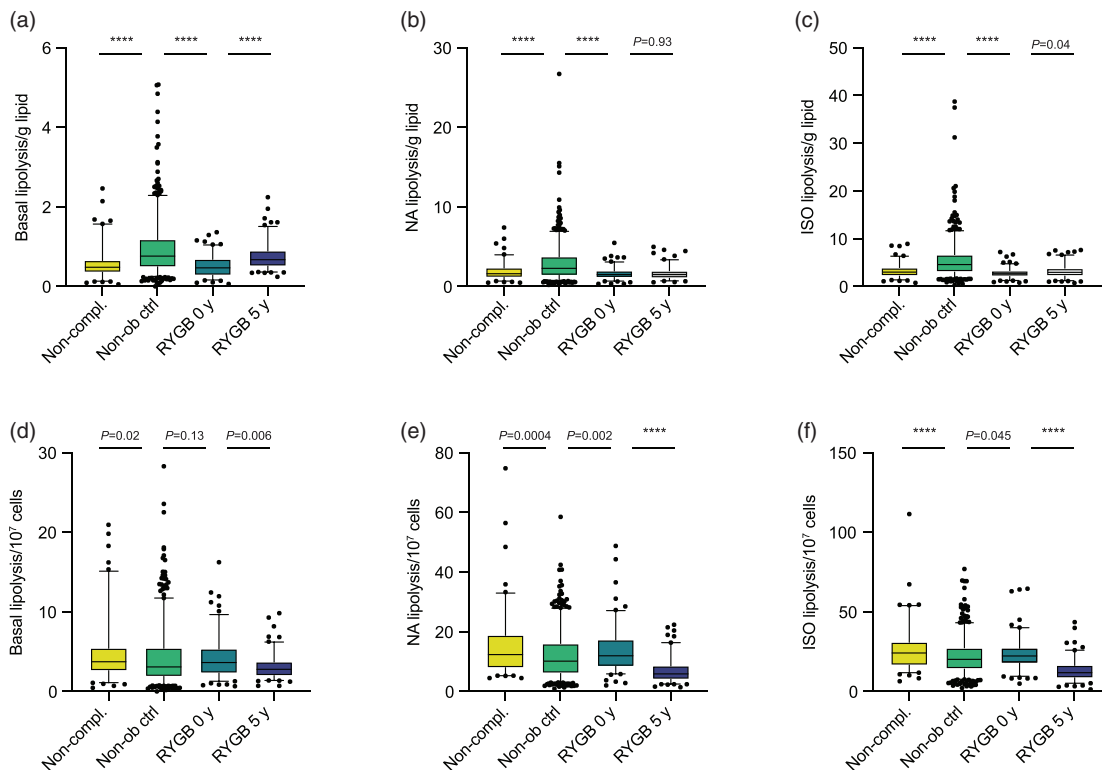 (a)
**** **** ****
Basal lipolysis/g lipid
6
4
2
0
Non-compl.
Non-ob ctrl
RYGB 0 y
RYGB 5 y
(b)
**** **** P=0.93
NA lipolysis/g lipid
30
20
10
0
Non-compl.
Non-ob ctrl
RYGB 0 y
RYGB 5 y
(c)
**** **** P=0.04
ISO lipolysis/g lipid
50
40
30
20
10
0
Non-compl.
Non-ob ctrl
RYGB 0 y
RYGB 5 y
(d)
P=0.02 P=0.13 P=0.006
Basal lipolysis/10⁷ cells
30
20
10
0
Non-compl.
Non-ob ctrl
RYGB 0 y
RYGB 5 y
(e)
P=0.0004 P=0.002 ****
NA lipolysis/10⁷ cells
80
60
40
20
0
Non-compl.
Non-ob ctrl
RYGB 0 y
RYGB 5 y
(f)
**** P=0.045 ****
ISO lipolysis/10⁷ cells
150
100
50
0
Non-compl.
Non-ob ctrl
RYGB 0 y
RYGB 5 y